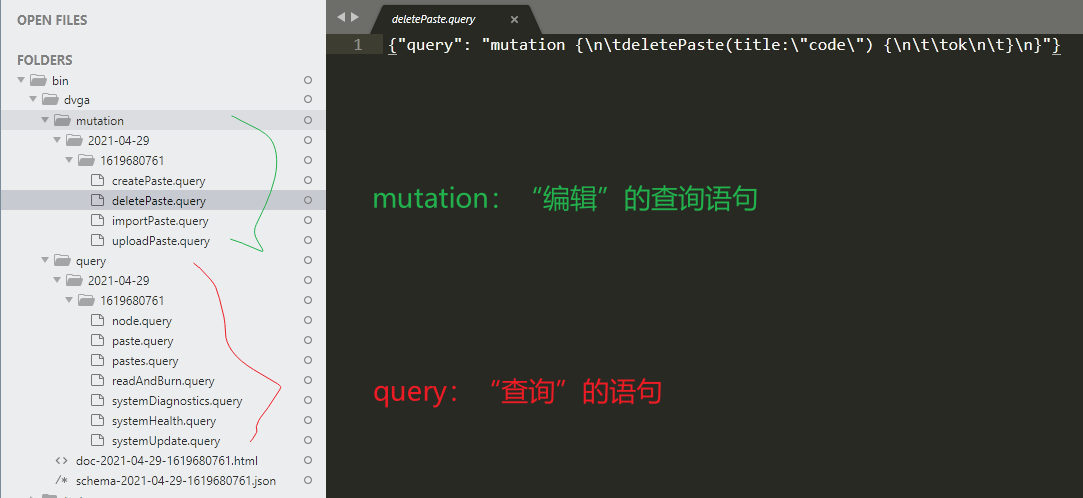 OPEN FILES
FOLDERS
bin
dvga
mutation
2021-04-29
1619680761
createPaste.query
deletePaste.query
importPaste.query
uploadPaste.query
query
2021-04-29
1619680761
node.query
paste.query
pastes.query
readAndBurn.query
systemDiagnostics.query
systemHealth.query
systemUpdate.query
<> doc-2021-04-29-1619680761.html
/* schema-2021-04-29-1619680761.json
deletePaste.query ×
1 {"query": "mutation {\n\tdeletePaste(title:\"code\") {\n\t\tok\n\t}\n}"}
mutation：“编辑”的查询语句
query：“查询”的语句